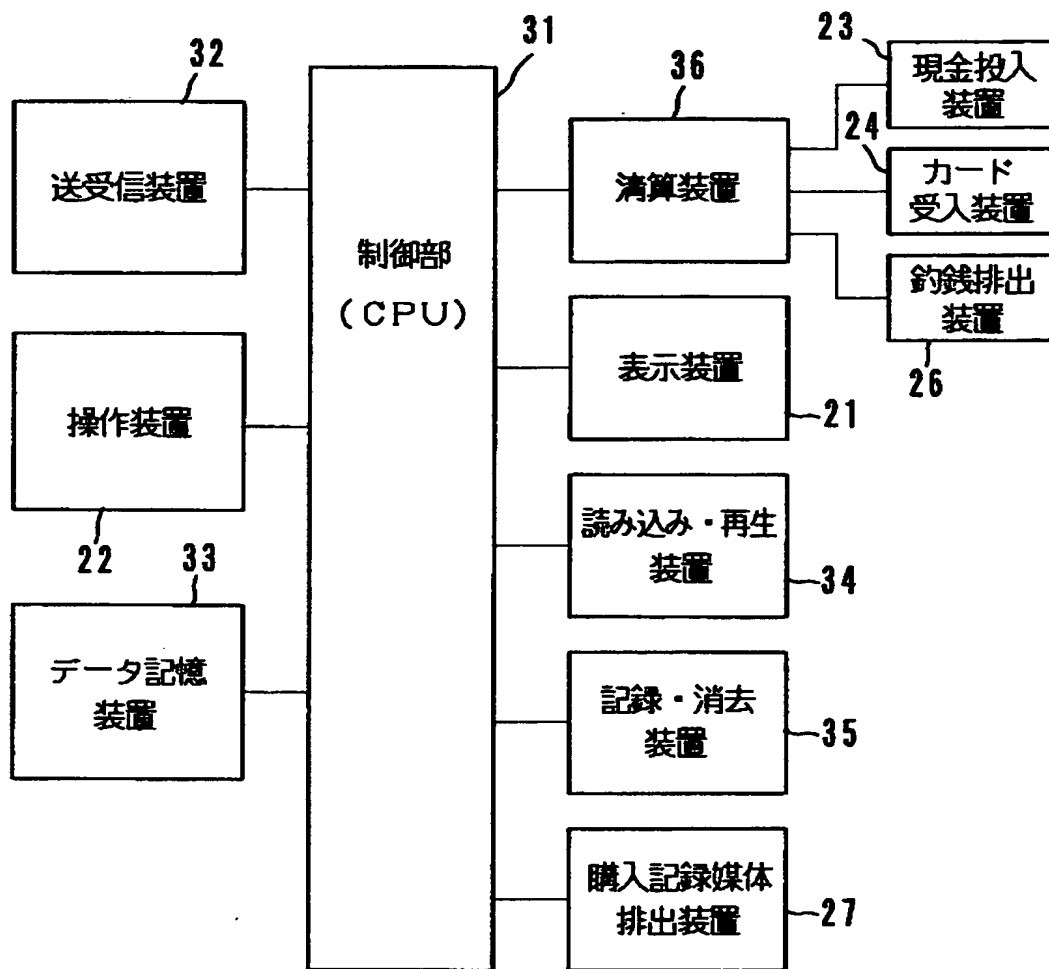 31
32
36
23
現金投入
装置
24
カード
受入装置
釣銭排出
装置
26
送受信装置
制御部
(CPU)
清算装置
表示装置
21
操作装置
22
読み込み・再生
装置
34
33
データ記憶
装置
記録・消去
装置
35
購入記録媒体
排出装置
27